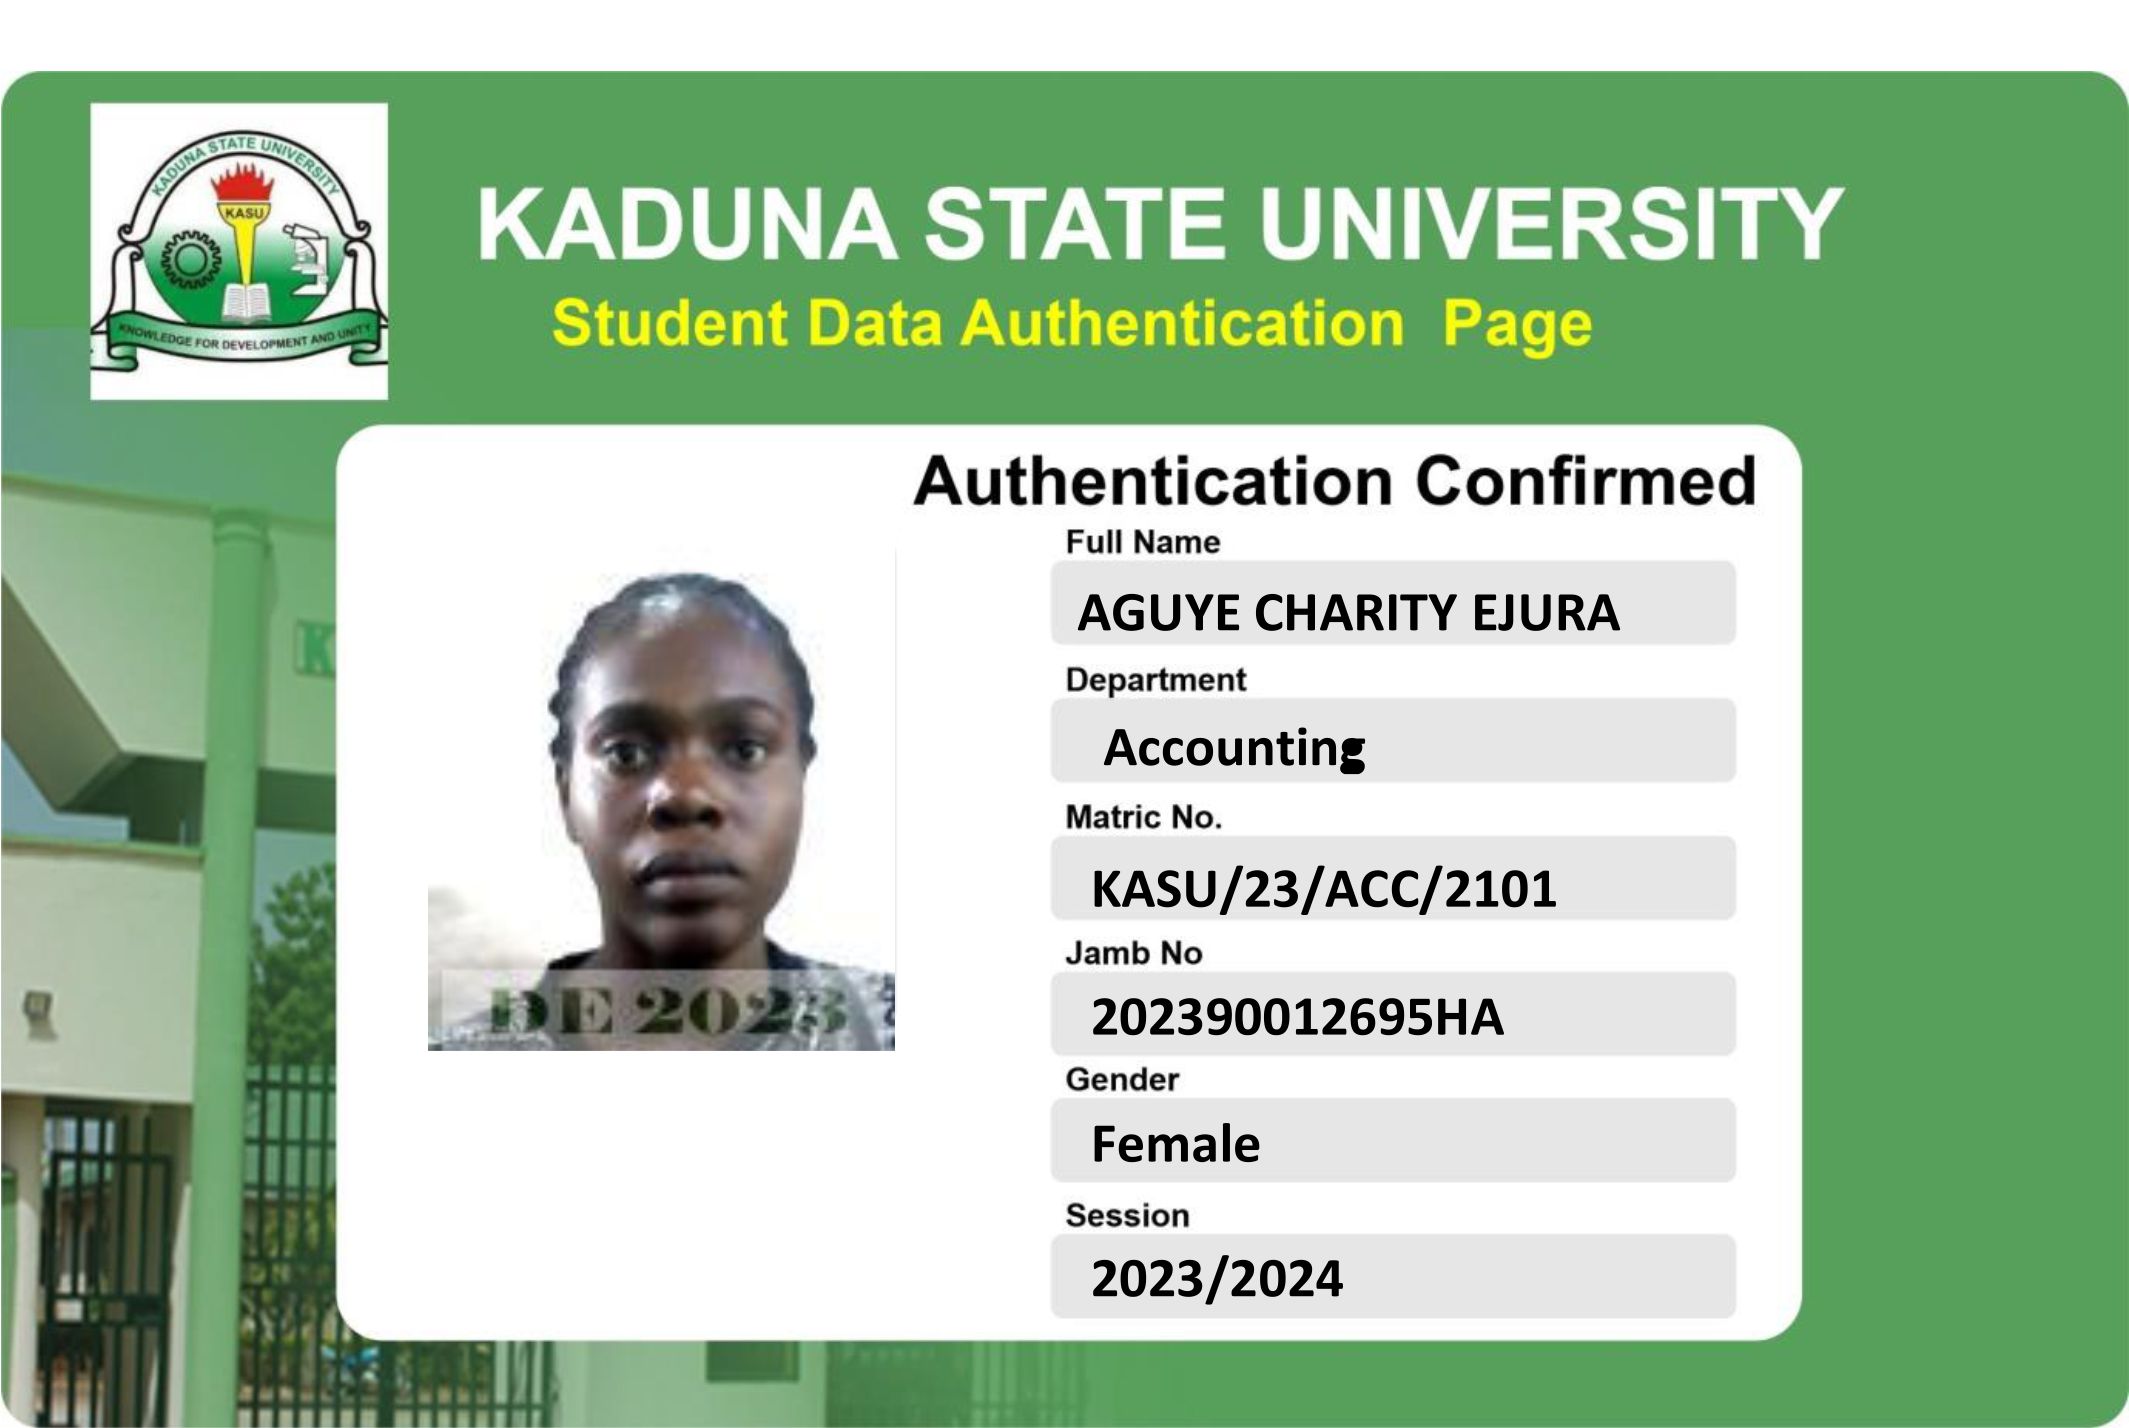 KADUNA STATE UNIVERSITY
KASU
KNOWLEDGE FOR DEVELOPMENT AND UNITY
KADUNA STATE UNIVERSITY
Student Data Authentication Page
Authentication Confirmed
Full Name
AGUYE CHARITY EJURA
Department
Accounting
Matric No.
KASU/23/ACC/2101
Jamb No
202390012695HA
Gender
Female
Session
2023/2024
DE 2023
K